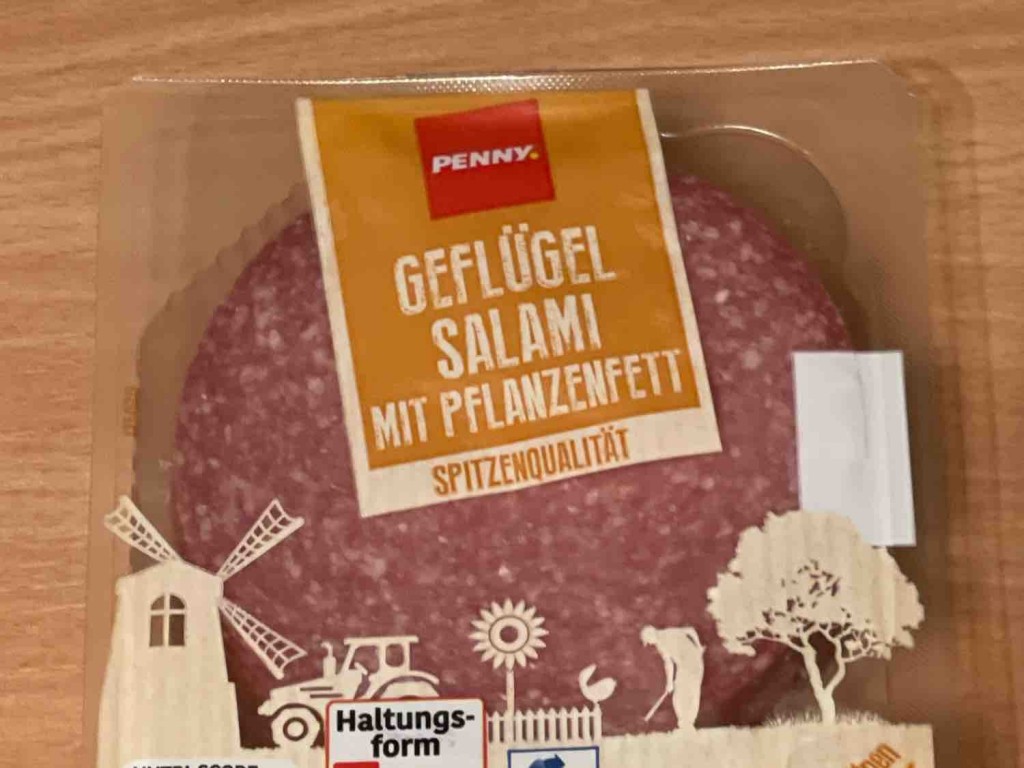 PENNY.
GEFLÜGEL
SALAMI
MIT PFLANZENFETT
SPITZENQUALITÄT
Haltungs-
form